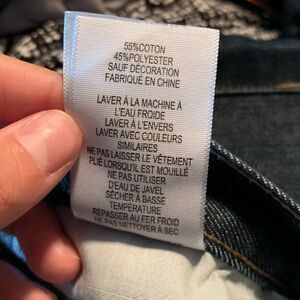 55%COTON
45%POLYESTER
SAUF DÉCORATION
FABRIQUÉ EN CHINE
LAVER À LA MACHINE À
L'EAU FROIDE
LAVER À L'ENVERS
LAVER AVEC COULEURS
SIMILAIRES
NE PAS LAISSER LE VÊTEMENT
PLIÉ LORSQU'IL EST MOUILLÉ
NE PAS UTILISER
D'EAU DE JAVEL
SÉCHER À BASSE
TEMPÉRATURE
REPASSER AU FER FROID
NE PAS NETTOYER À SEC